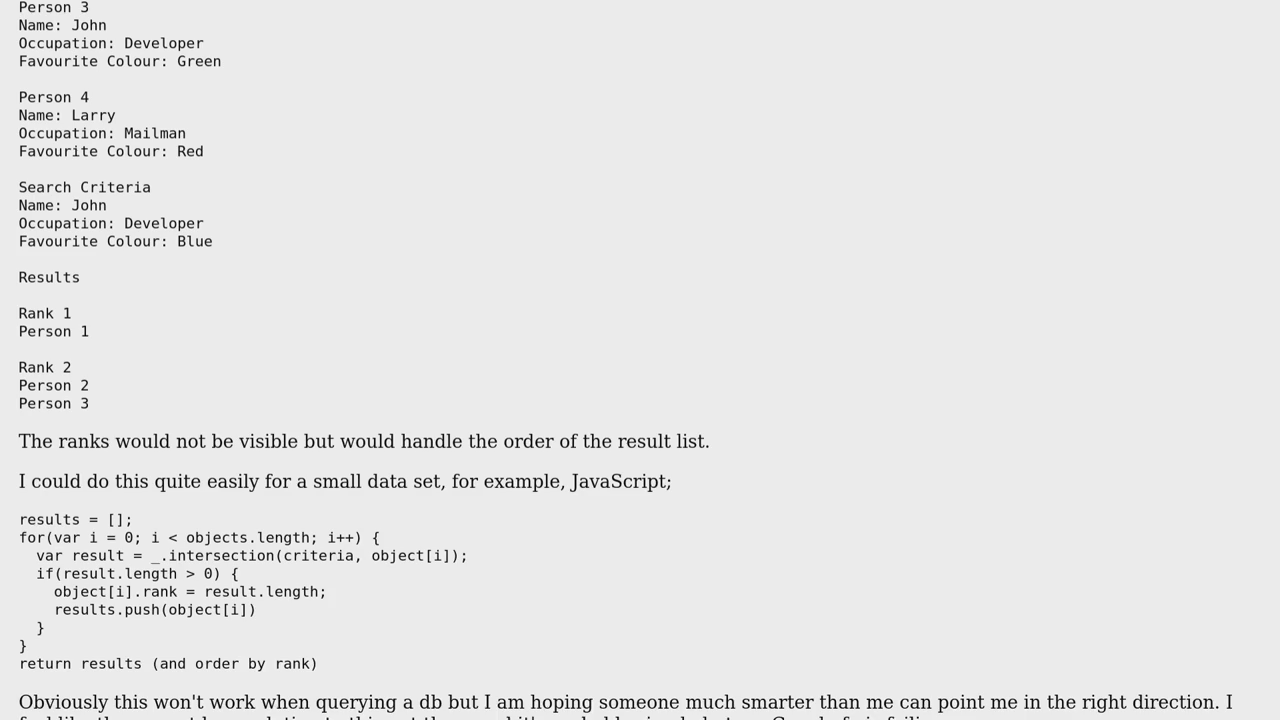 Person 3
Name: John
Occupation: Developer
Favourite Colour: Green
Person 4
Name: Larry
Occupation: Mailman
Favourite Colour: Red
Search Criteria
Name: John
Occupation: Developer
Favourite Colour: Blue
Results
Rank 1
Person 1
Rank 2
Person 2
Person 3
The ranks would not be visible but would handle the order of the result list.
I could do this quite easily for a small data set, for example, JavaScript;
results = [];
for(var i = 0; i < objects.length; i++) {
  var result = _.intersection(criteria, object[i]);
  if(result.length > 0) {
    object[i].rank = result.length;
    results.push(object[i])
  }
}
return results (and order by rank)
Obviously this won't work when querying a db but I am hoping someone much smarter than me can point me in the right direction. I